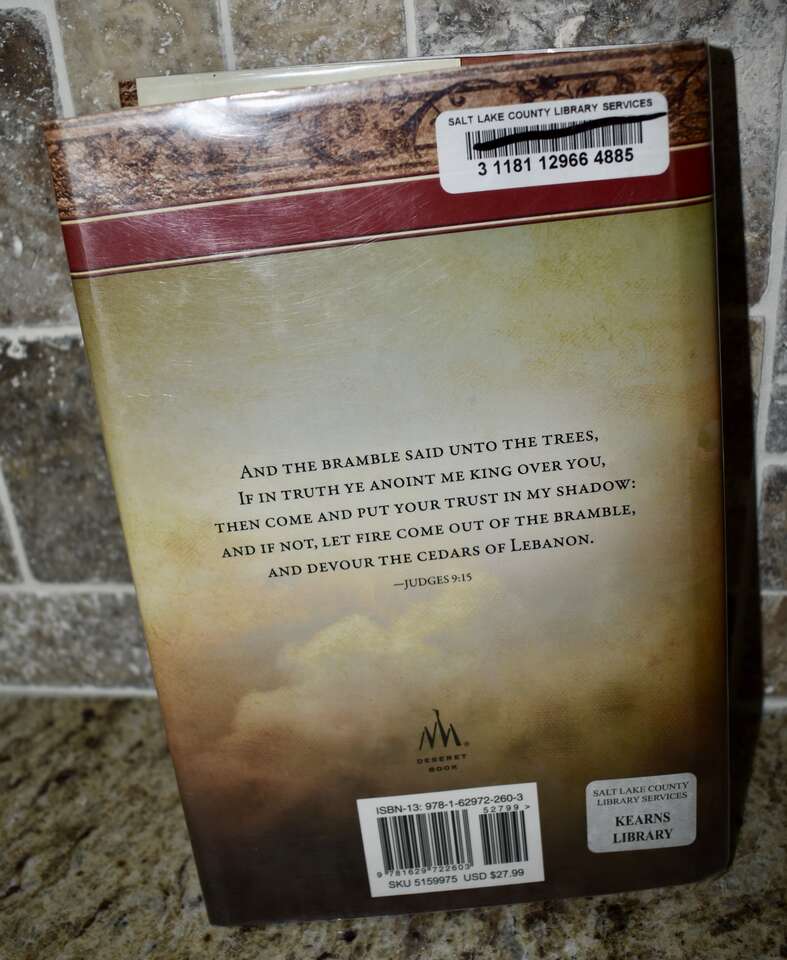 SALT LAKE COUNTY LIBRARY SERVICES
3 1181 12966 4885
AND THE BRAMBLE SAID UNTO THE TREES,
IF IN TRUTH YE ANOINT ME KING OVER YOU,
THEN COME AND PUT YOUR TRUST IN MY SHADOW:
AND IF NOT, LET FIRE COME OUT OF THE BRAMBLE,
AND DEVOUR THE CEDARS OF LEBANON.
—JUDGES 9:15
DESERET
BOOK
ISBN-13: 978-1-62972-260-3
52799 >
9 781629 722603
SKU 5159975 USD $27.99
SALT LAKE COUNTY
LIBRARY SERVICES
KEARNS
LIBRARY